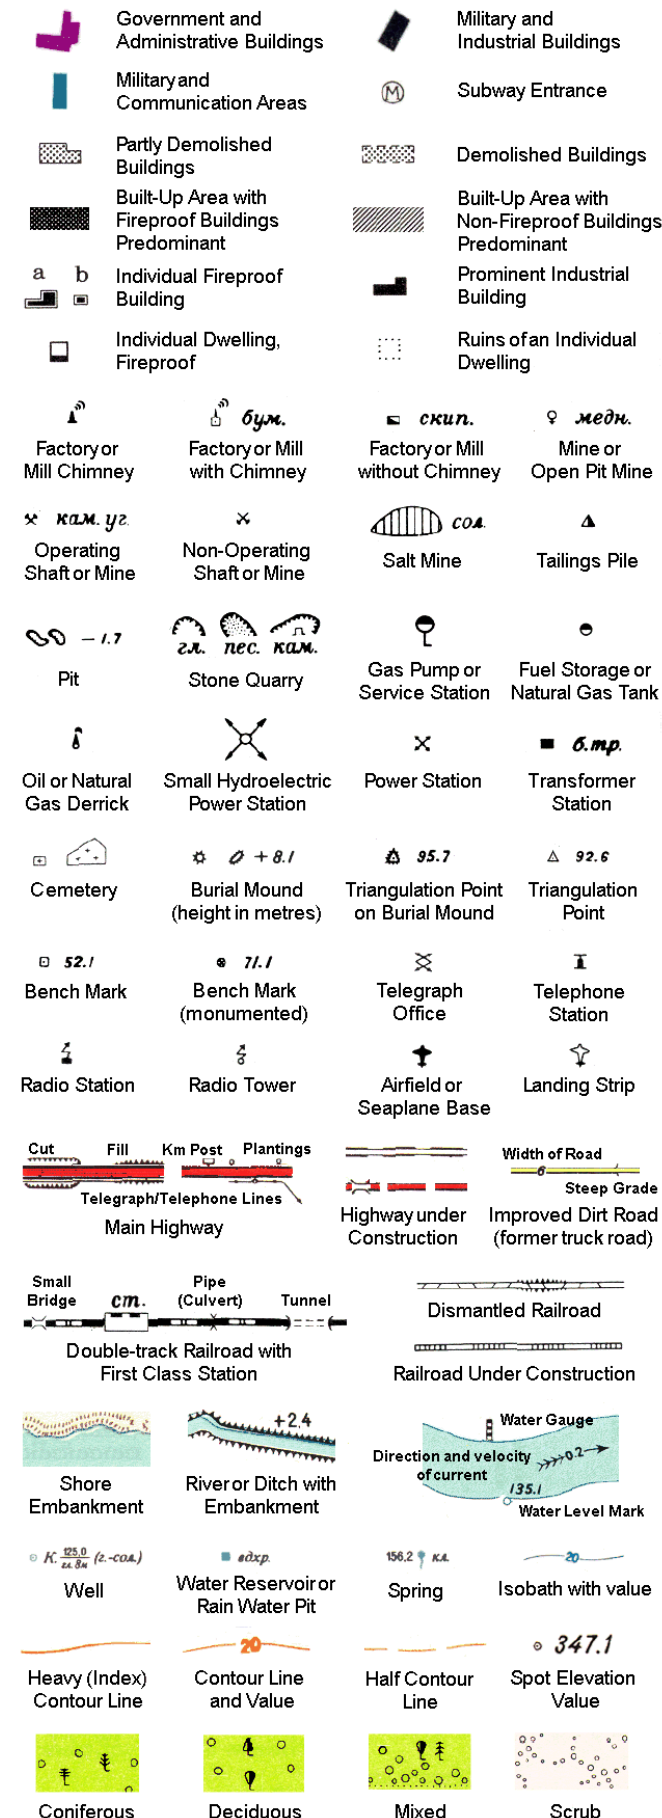 Government and
Administrative Buildings
Military and
Industrial Buildings
Military and
Communication Areas
M
Subway Entrance
Partly Demolished
Buildings
Demolished Buildings
Built-Up Area with
Fireproof Buildings
Predominant
Built-Up Area with
Non-Fireproof Buildings
Predominant
a b
Individual Fireproof
Building
Prominent Industrial
Building
Individual Dwelling,
Fireproof
Ruins of an Individual
Dwelling
бум.
скип.
медн.
Factory or
Mill Chimney
Factory or Mill
with Chimney
Factory or Mill
without Chimney
Mine or
Open Pit Mine
кам. уг.
сол.
Operating
Shaft or Mine
Non-Operating
Shaft or Mine
Salt Mine
Tailings Pile
–1.7
гл. пес. кам.
Pit
Stone Quarry
Gas Pump or
Service Station
Fuel Storage or
Natural Gas Tank
б.тр.
Oil or Natural
Gas Derrick
Small Hydroelectric
Power Station
Power Station
Transformer
Station
+8.1
95.7
92.6
Cemetery
Burial Mound
(height in metres)
Triangulation Point
on Burial Mound
Triangulation
Point
52.1
71.1
Bench Mark
Bench Mark
(monumented)
Telegraph
Office
Telephone
Station
Radio Station
Radio Tower
Airfield or
Seaplane Base
Landing Strip
Cut Fill Km Post Plantings
Telegraph/Telephone Lines
Main Highway
Highway under
Construction
Width of Road
6
Steep Grade
Improved Dirt Road
(former truck road)
Small
Bridge
ст.
Pipe
(Culvert)
Tunnel
Double-track Railroad with
First Class Station
Dismantled Railroad
Railroad Under Construction
+2,4
Water Gauge
Direction and velocity
of current
0.2
135.1
Water Level Mark
Shore
Embankment
River or Ditch with
Embankment
К. 125,0
гл. 8м
(г.-сол.)
вдхр.
156,2 кл.
20
Well
Water Reservoir or
Rain Water Pit
Spring
Isobath with value
20
347.1
Heavy (Index)
Contour Line
Contour Line
and Value
Half Contour
Line
Spot Elevation
Value
Coniferous
Deciduous
Mixed
Scrub